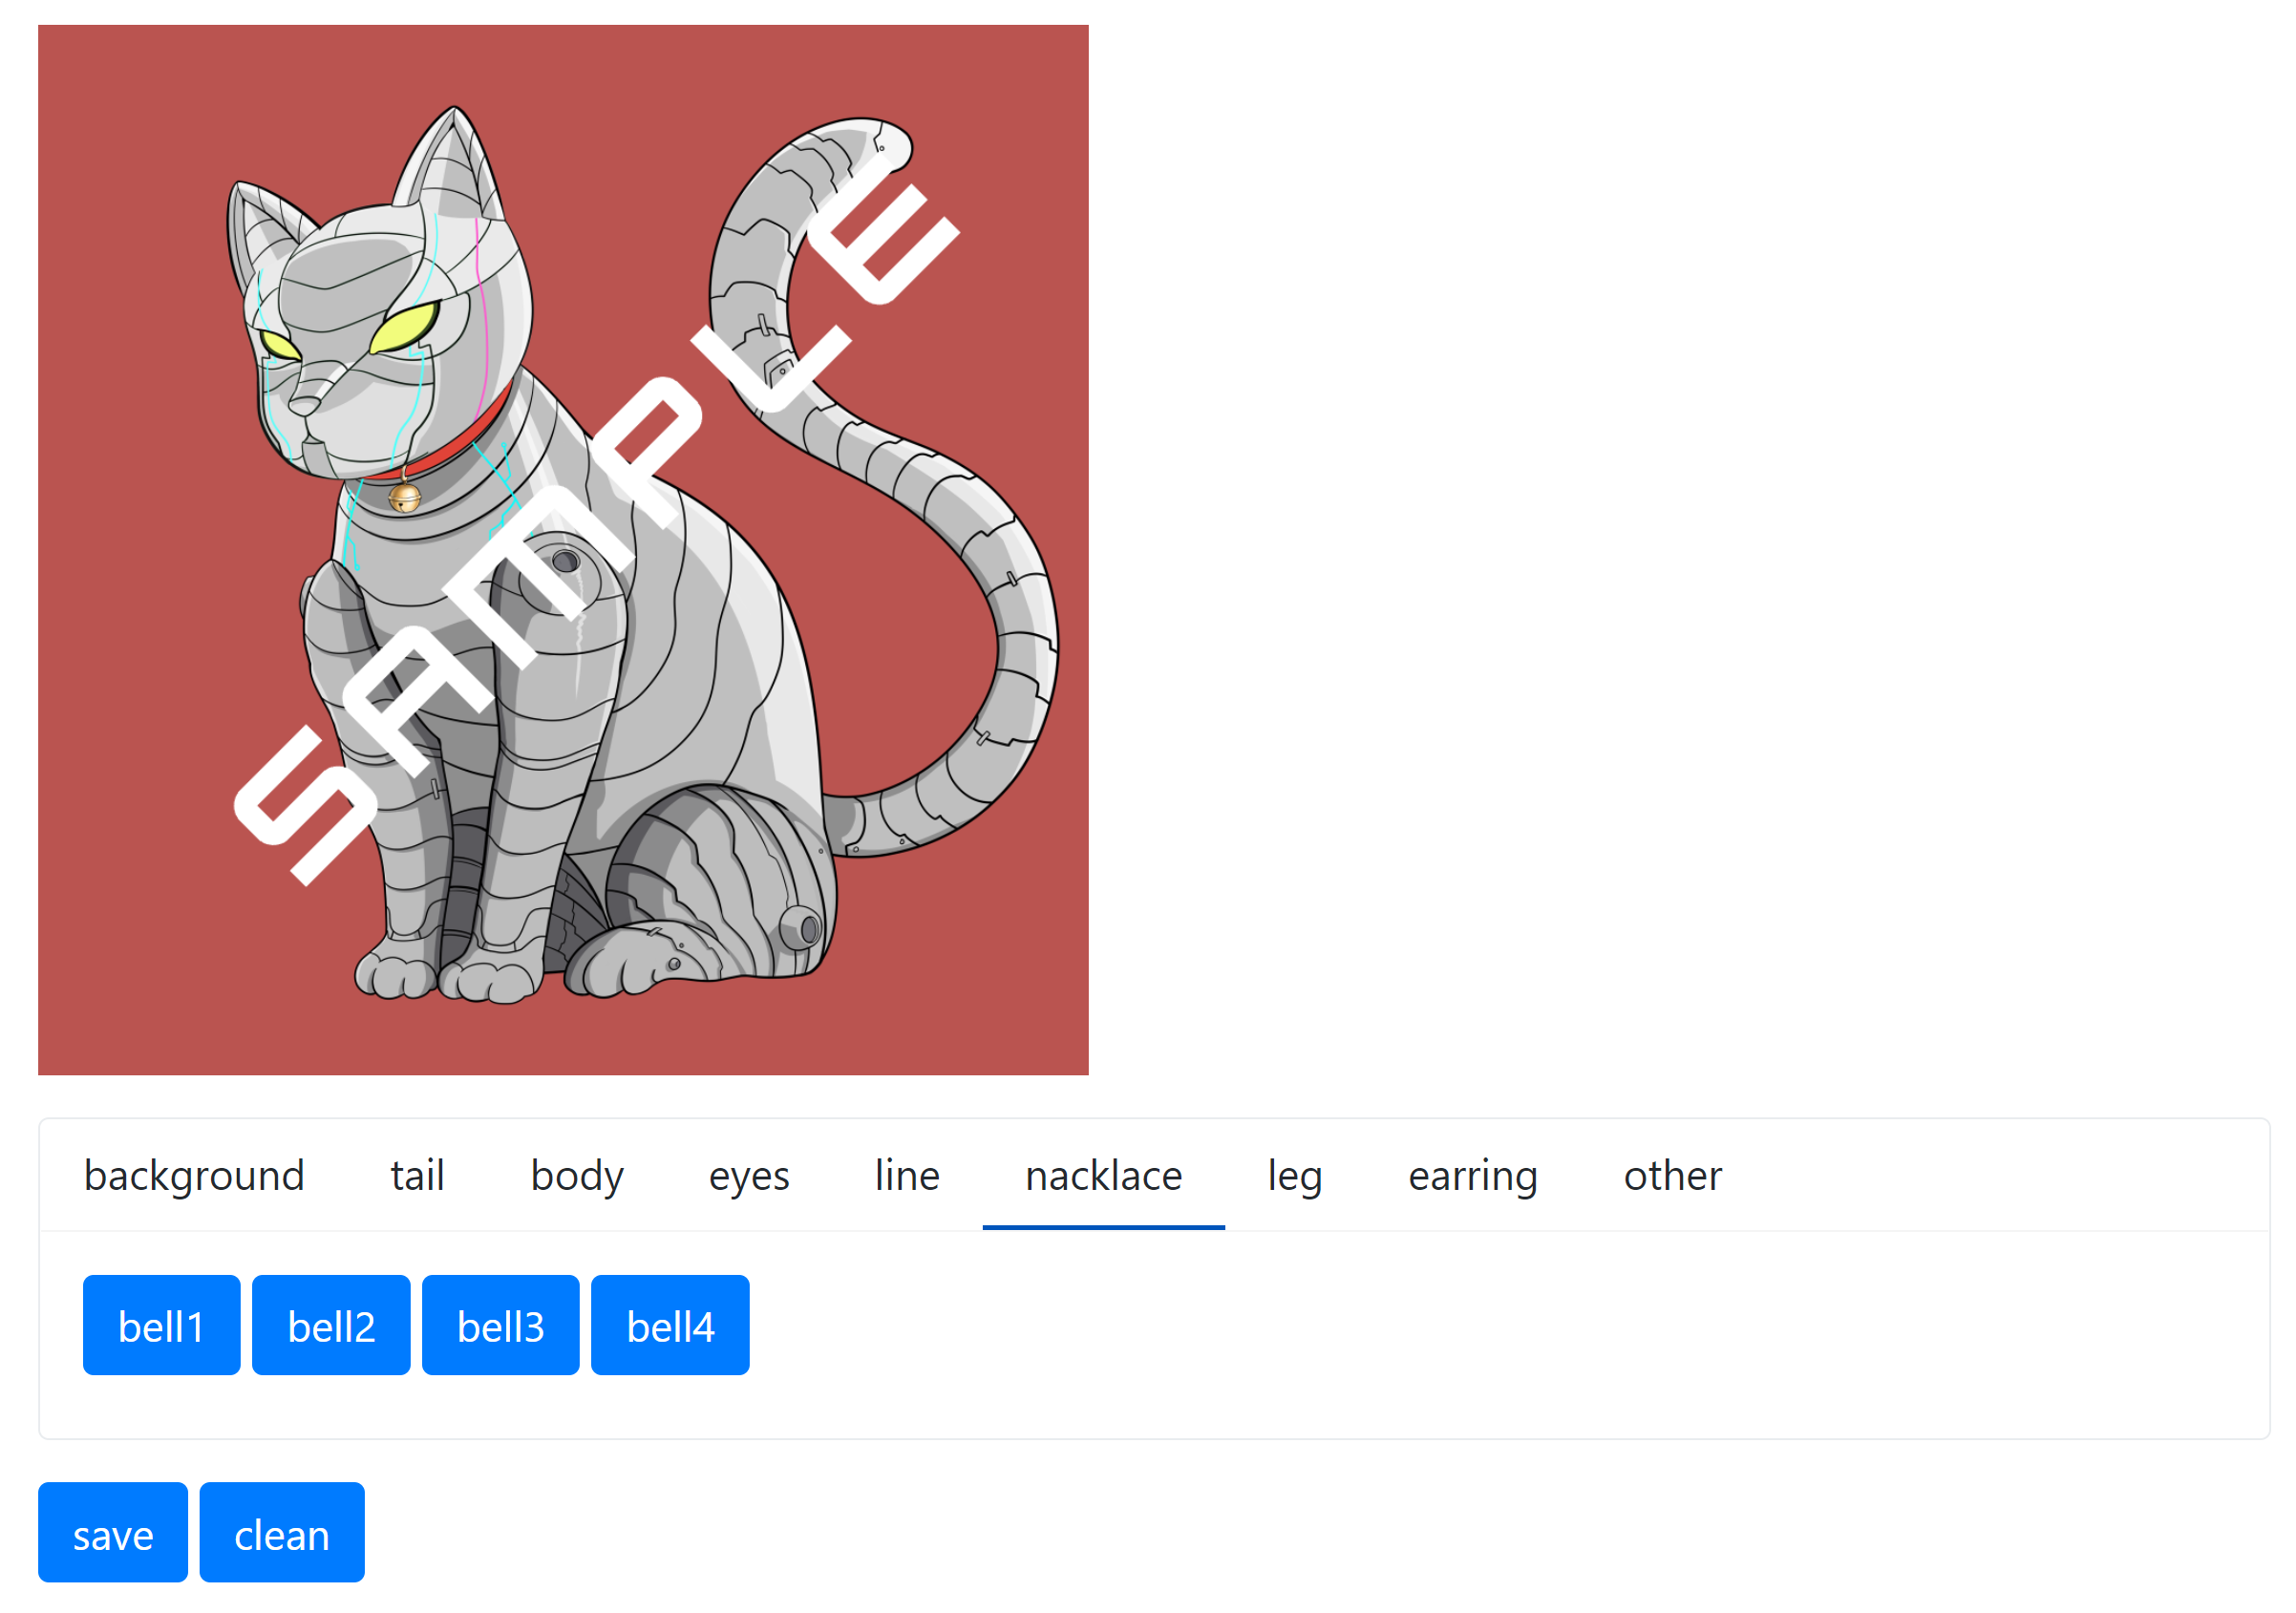 SAMPLE
background tail body eyes line nacklace leg earring other
bell1 bell2 bell3 bell4
save clean